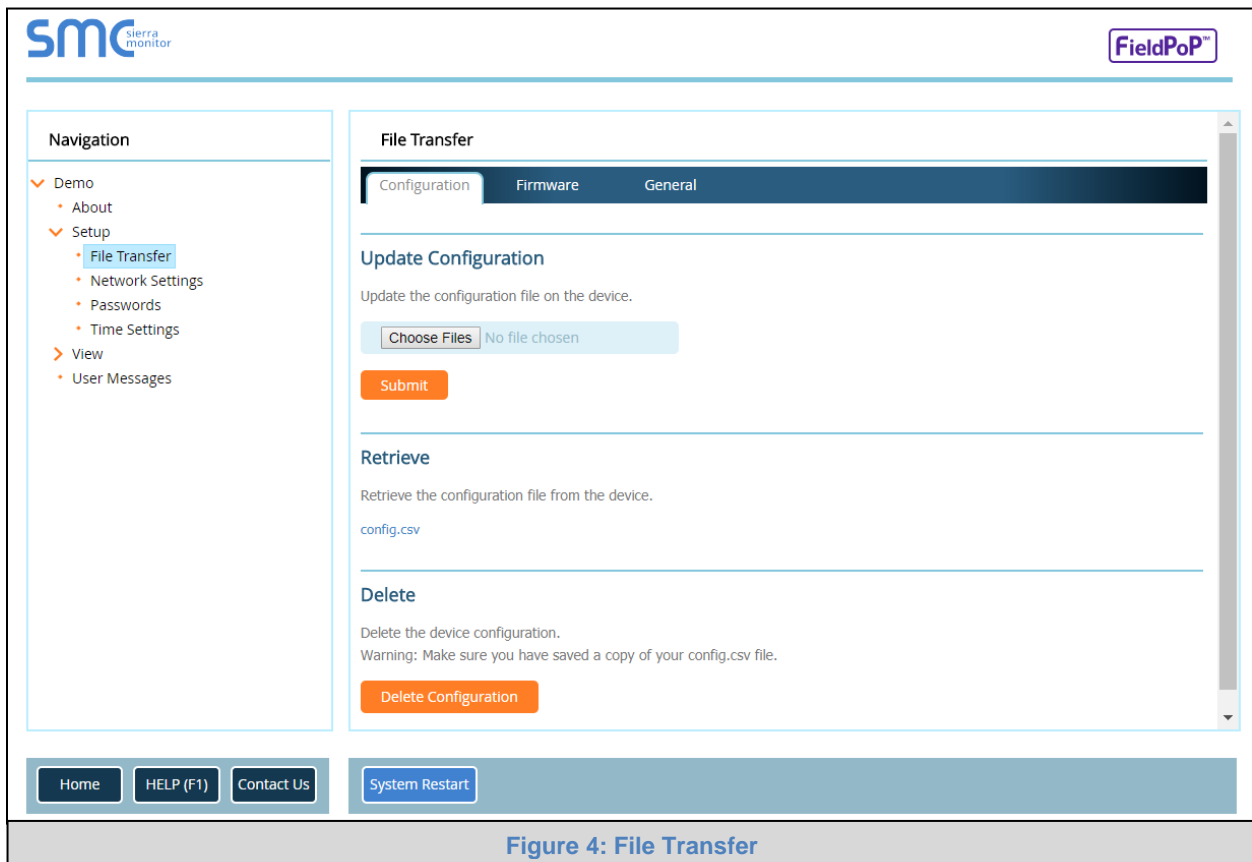 SMC sierra monitor
FieldPoP™
Navigation
Demo
About
Setup
File Transfer
Network Settings
Passwords
Time Settings
View
User Messages
File Transfer
Configuration Firmware General
Update Configuration
Update the configuration file on the device.
Choose Files No file chosen
Submit
Retrieve
Retrieve the configuration file from the device.
config.csv
Delete
Delete the device configuration.
Warning: Make sure you have saved a copy of your config.csv file.
Delete Configuration
Home HELP (F1) Contact Us System Restart
Figure 4: File Transfer